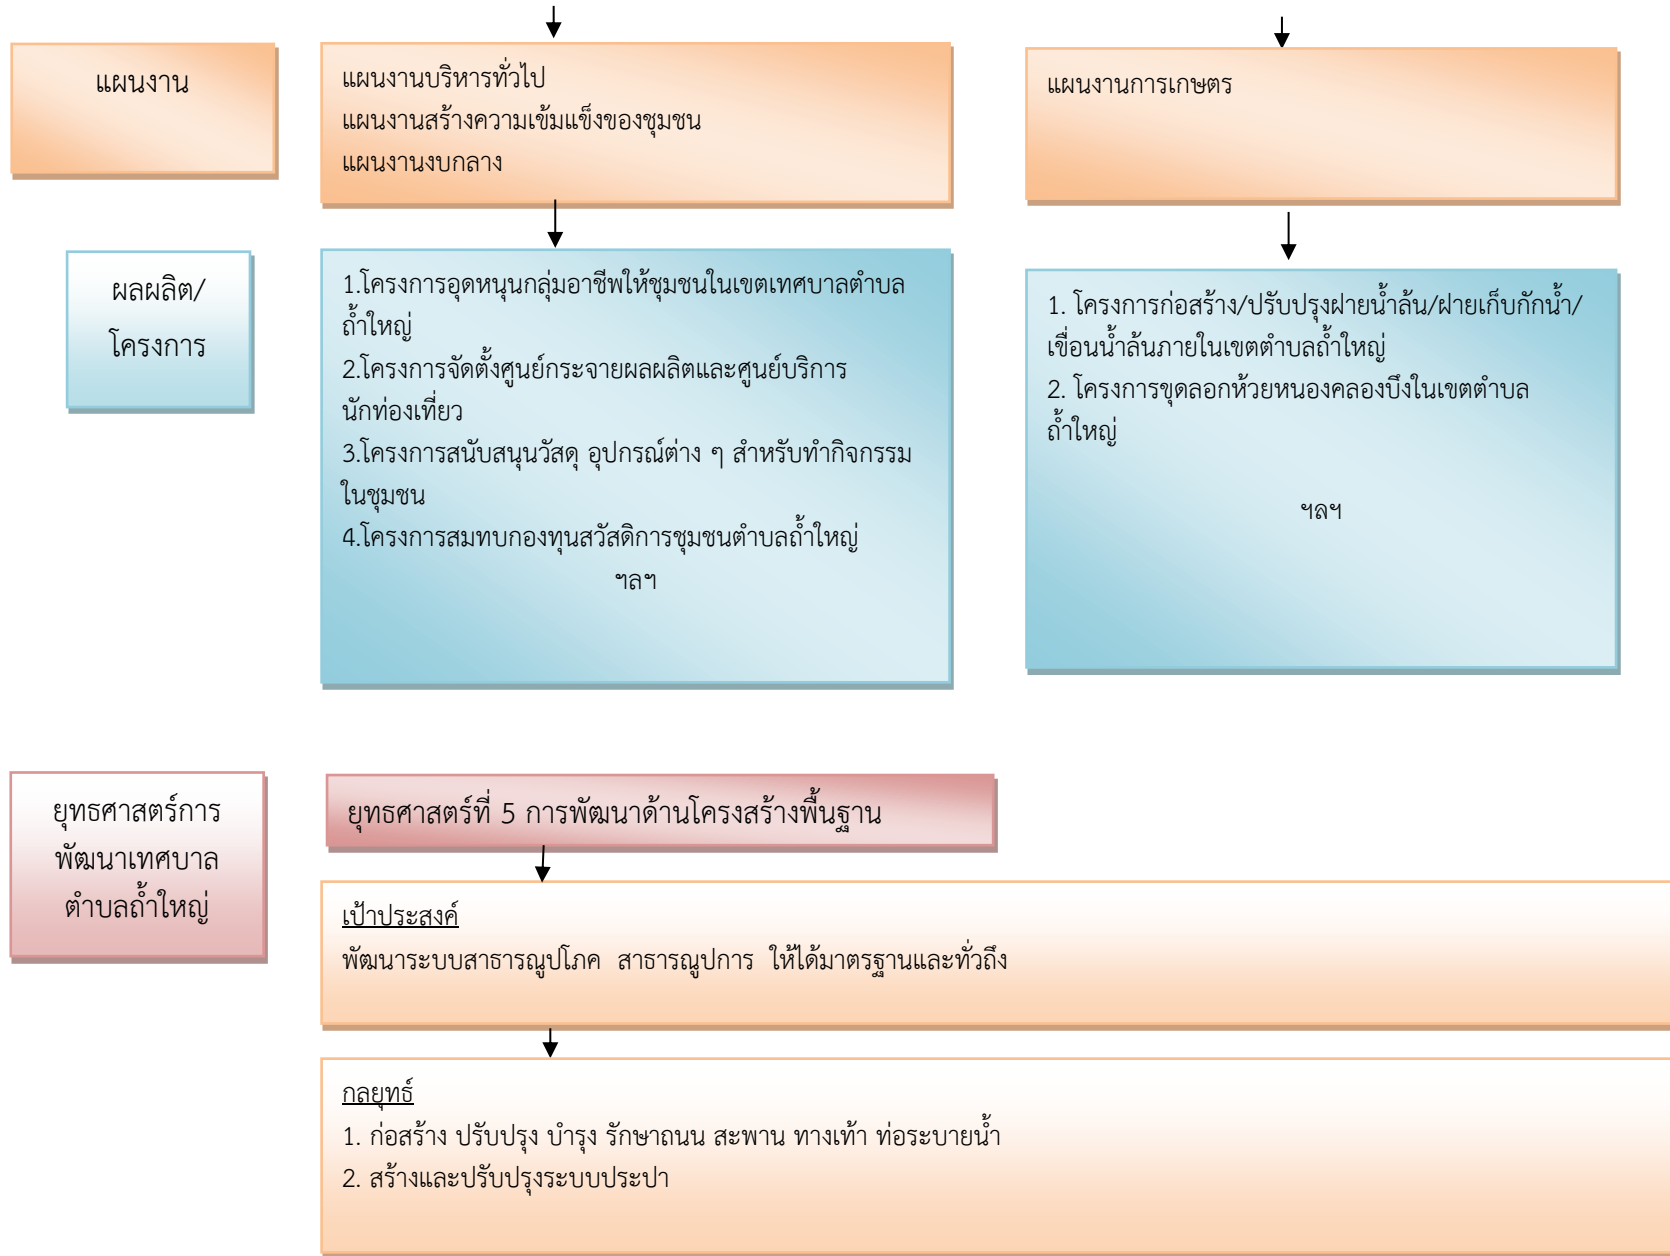 แผนงาน
แผนงานบริหารทั่วไป
แผนงานสร้างความเข้มแข็งของชุมชน
แผนงานงบกลาง
แผนงานการเกษตร
ผลผลิต/
โครงการ
1.โครงการอุดหนุนกลุ่มอาชีพให้ชุมชนในเขตเทศบาลตำบล
ถ้ำใหญ่
2.โครงการจัดตั้งศูนย์กระจายผลผลิตและศูนย์บริการ
นักท่องเที่ยว
3.โครงการสนับสนุนวัสดุ อุปกรณ์ต่าง ๆ สำหรับทำกิจกรรม
ในชุมชน
4.โครงการสมทบกองทุนสวัสดิการชุมชนตำบลถ้ำใหญ่
ฯลฯ
1. โครงการก่อสร้าง/ปรับปรุงฝายน้ำล้น/ฝายเก็บกักน้ำ/
เขื่อนน้ำล้นภายในเขตตำบลถ้ำใหญ่
2. โครงการขุดลอกห้วยหนองคลองบึงในเขตตำบล
ถ้ำใหญ่
ฯลฯ
ยุทธศาสตร์การ
พัฒนาเทศบาล
ตำบลถ้ำใหญ่
ยุทธศาสตร์ที่ 5 การพัฒนาด้านโครงสร้างพื้นฐาน
เป้าประสงค์
พัฒนาระบบสาธารณูปโภค สาธารณูปการ ให้ได้มาตรฐานและทั่วถึง
กลยุทธ์
1. ก่อสร้าง ปรับปรุง บำรุง รักษาถนน สะพาน ทางเท้า ท่อระบายน้ำ
2. สร้างและปรับปรุงระบบประปา